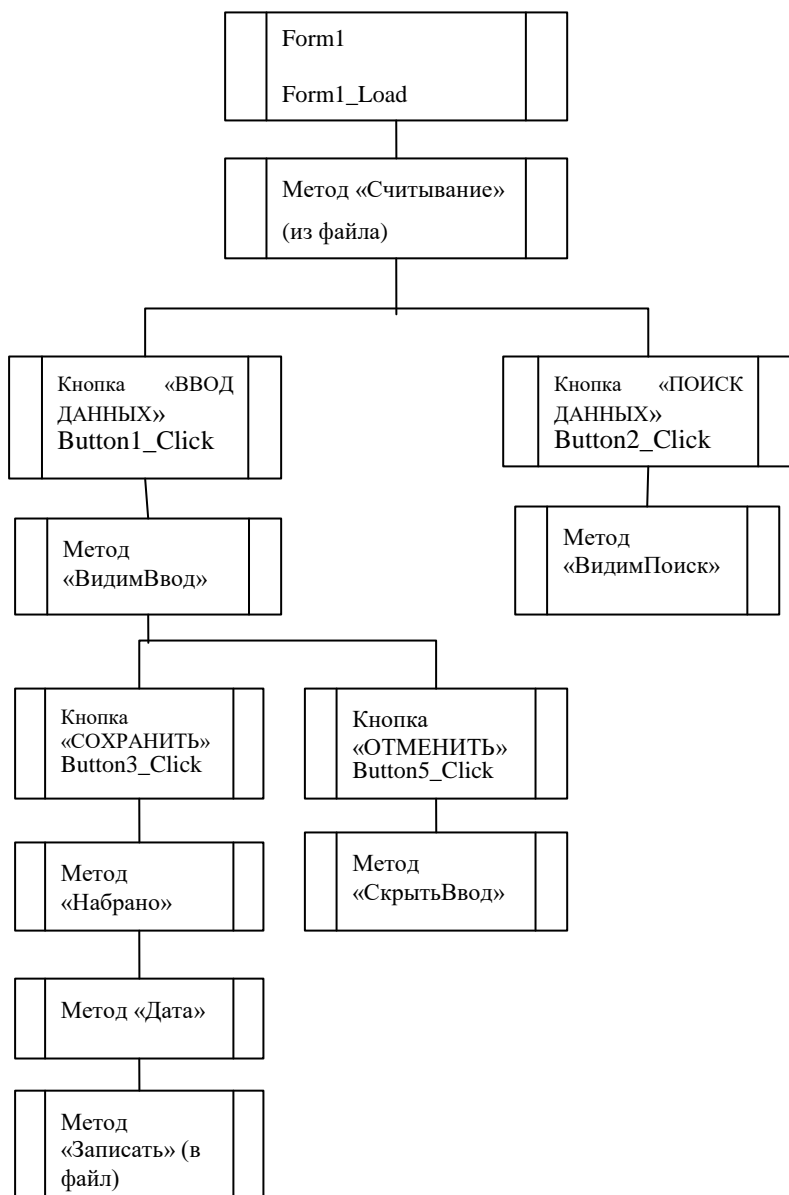 Form1
Form1_Load
Метод «Считывание»
(из файла)
Кнопка «ВВОД
ДАННЫХ»
Button1_Click
Кнопка «ПОИСК
ДАННЫХ»
Button2_Click
Метод
«ВидимВвод»
Метод
«ВидимПоиск»
Кнопка
«СОХРАНИТЬ»
Button3_Click
Кнопка
«ОТМЕНИТЬ»
Button5_Click
Метод
«Набрано»
Метод
«СкрытьВвод»
Метод «Дата»
Метод
«Записать» (в
файл)